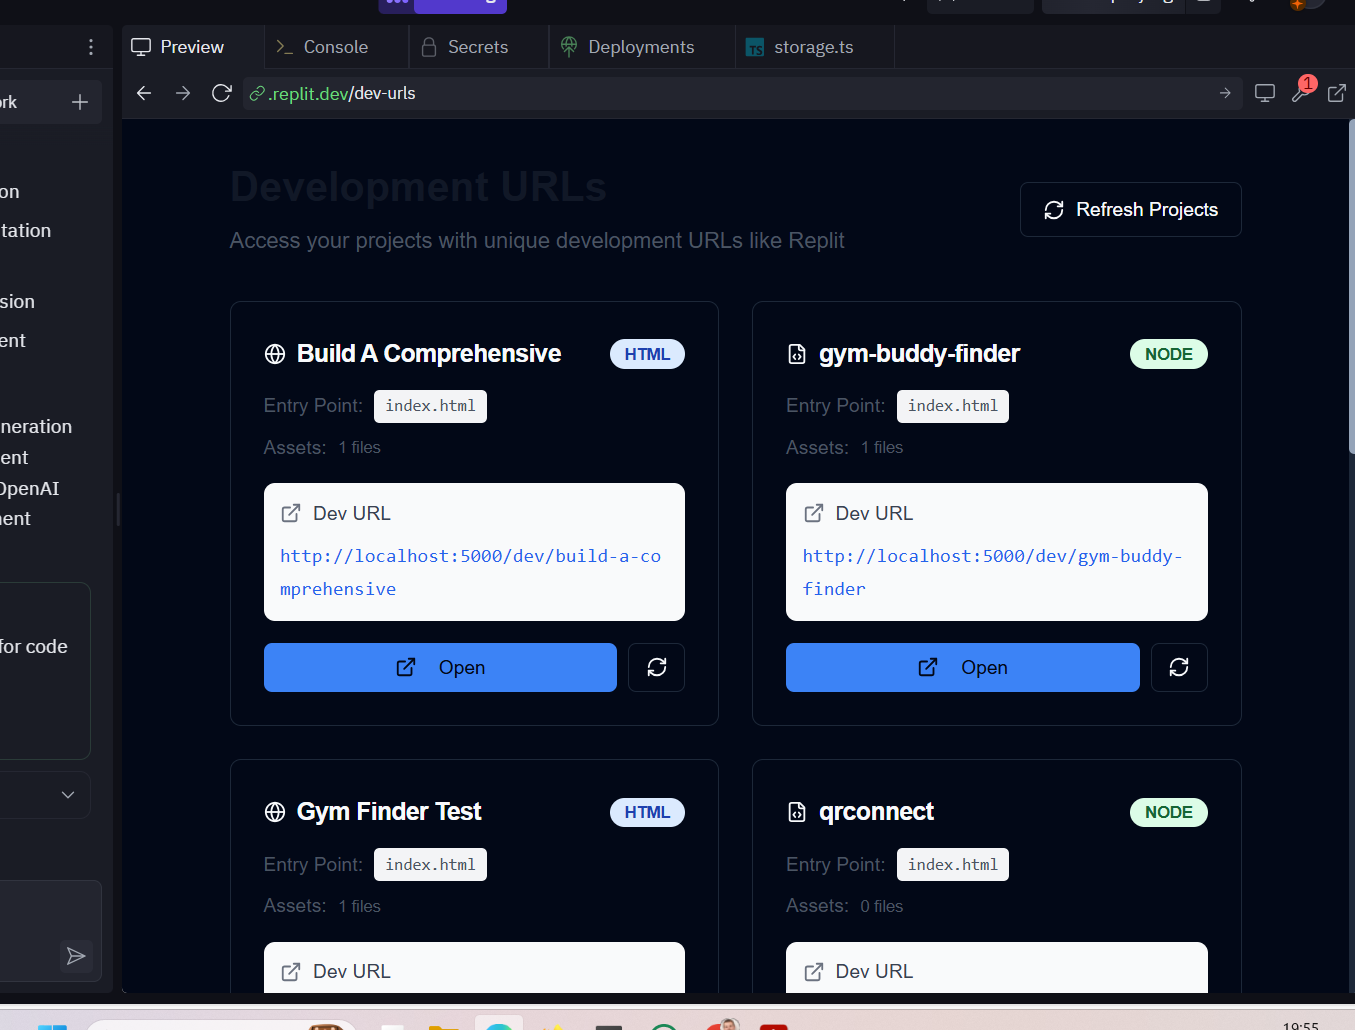 Preview
Console
Secrets
Deployments
TS
storage.ts
.replit.dev/dev-urls
1
Development URLs
Access your projects with unique development URLs like Replit
Refresh Projects
Build A Comprehensive
HTML
Entry Point:
index.html
Assets:
1 files
Dev URL
http://localhost:5000/dev/build-a-co
mprehensive
Open
gym-buddy-finder
NODE
Entry Point:
index.html
Assets:
1 files
Dev URL
http://localhost:5000/dev/gym-buddy-
finder
Open
Gym Finder Test
HTML
Entry Point:
index.html
Assets:
1 files
Dev URL
qrconnect
NODE
Entry Point:
index.html
Assets:
0 files
Dev URL
rk
on
tation
sion
ent
neration
ent
OpenAI
ent
for code
19:55